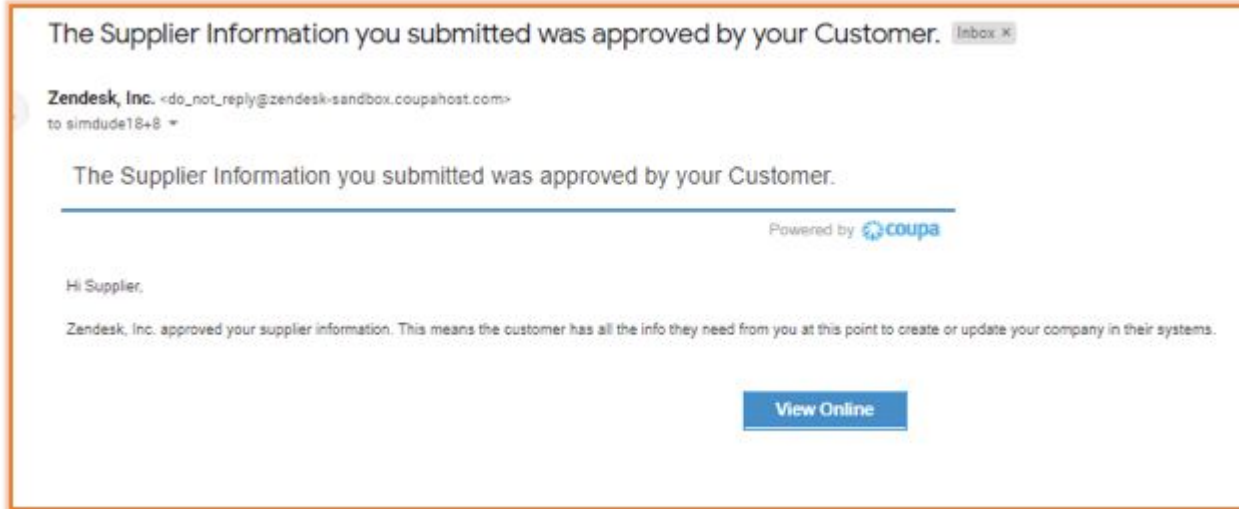 The Supplier Information you submitted was approved by your Customer. Inbox ×
Zendesk, Inc. <do_not_reply@zendesk-sandbox.coupahost.com>
to simdude18+8
The Supplier Information you submitted was approved by your Customer.
Powered by coupa
Hi Supplier,
Zendesk, Inc. approved your supplier information. This means the customer has all the info they need from you at this point to create or update your company in their systems.
View Online